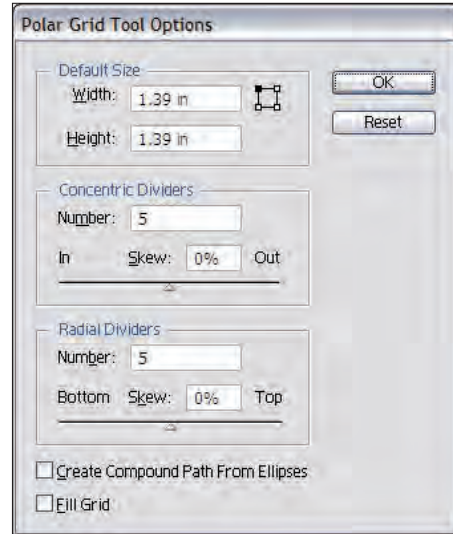 Polar Grid Tool Options
Default Size
Width: 1.39 in
Height: 1.39 in
OK
Reset
Concentric Dividers
Number: 5
In Skew: 0% Out
Radial Dividers
Number: 5
Bottom Skew: 0% Top
Create Compound Path From Ellipses
Fill Grid